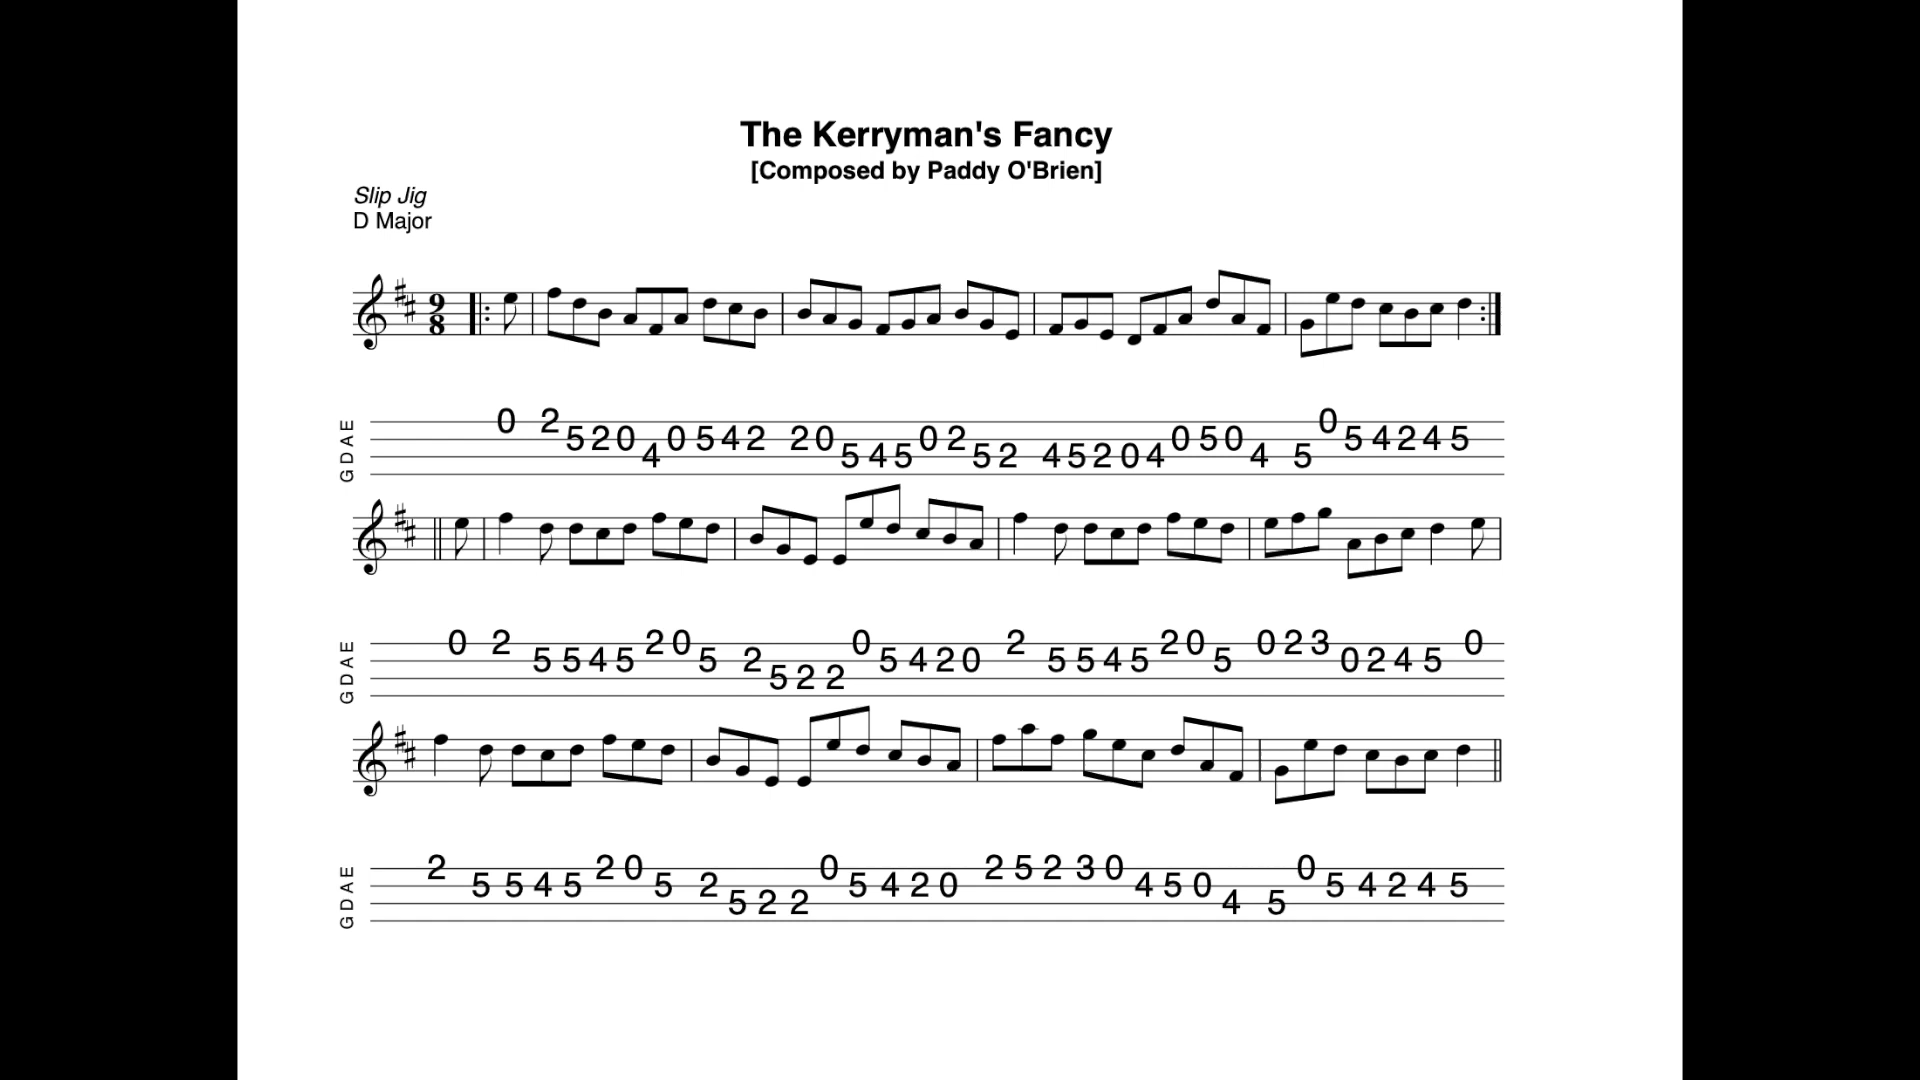 The Kerryman's Fancy
[Composed by Paddy O'Brien]
Slip Jig
D Major
9
8
G D A E
0 2 5 2 0 4 0 5 4 2 2 0 5 4 5 0 2 5 2 4 5 2 0 4 0 5 0 4 5 0 5 4 2 4 5
G D A E
0 2 5 5 4 5 2 0 5 2 5 2 2 0 5 4 2 0 2 5 5 4 5 2 0 5 0 2 3 0 2 4 5 0
G D A E
2 5 5 4 5 2 0 5 2 5 2 2 0 5 4 2 0 2 5 2 3 0 4 5 0 4 5 0 5 4 2 4 5